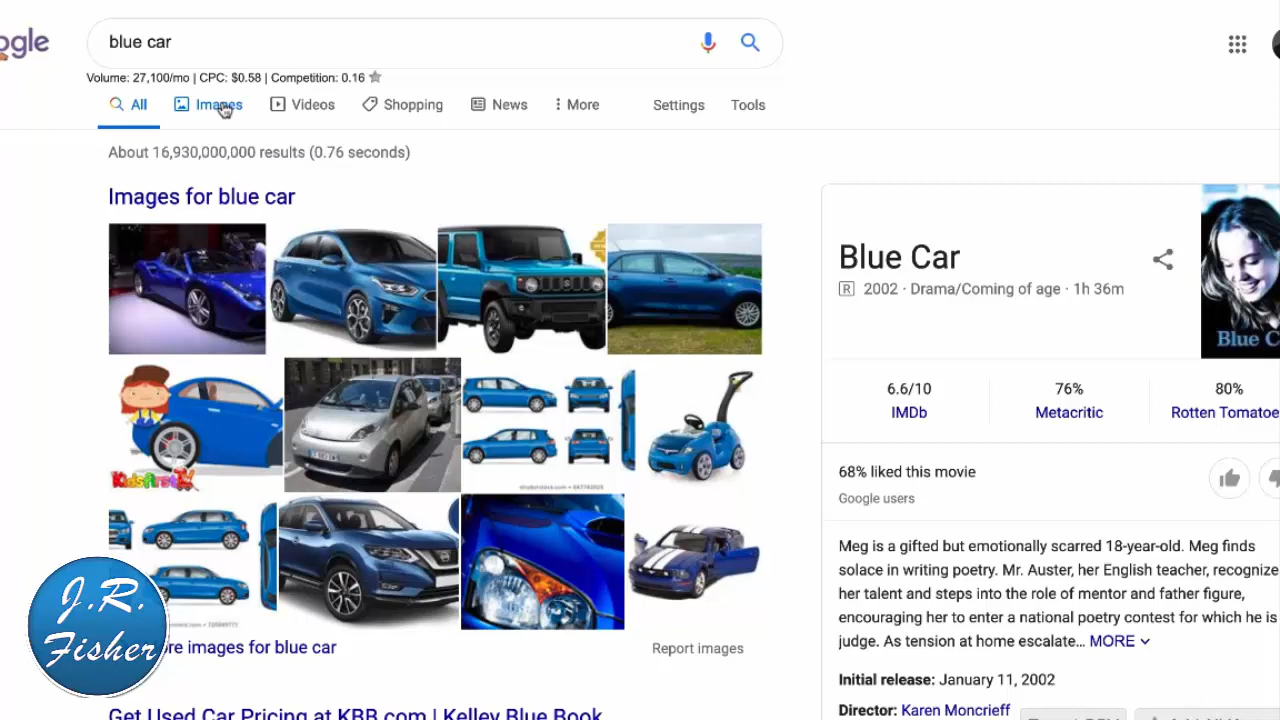 ogle
blue car
Volume: 27,100/mo | CPC: $0.58 | Competition: 0.16
All Images Videos Shopping News More Settings Tools
About 16,930,000,000 results (0.76 seconds)
Images for blue car
Blue Car
R 2002 · Drama/Coming of age · 1h 36m
Blue C
6.6/10 76% 80%
IMDb Metacritic Rotten Tomatoe
68% liked this movie
Google users
Meg is a gifted but emotionally scarred 18-year-old. Meg finds
solace in writing poetry. Mr. Auster, her English teacher, recognize
her talent and steps into the role of mentor and father figure,
encouraging her to enter a national poetry contest for which he is
judge. As tension at home escalate... MORE
Initial release: January 11, 2002
Director: Karen Moncrieff
J.R.
Fisher
re images for blue car
Report images
Get Used Car Pricing at KBB.com | Kelley Blue Book